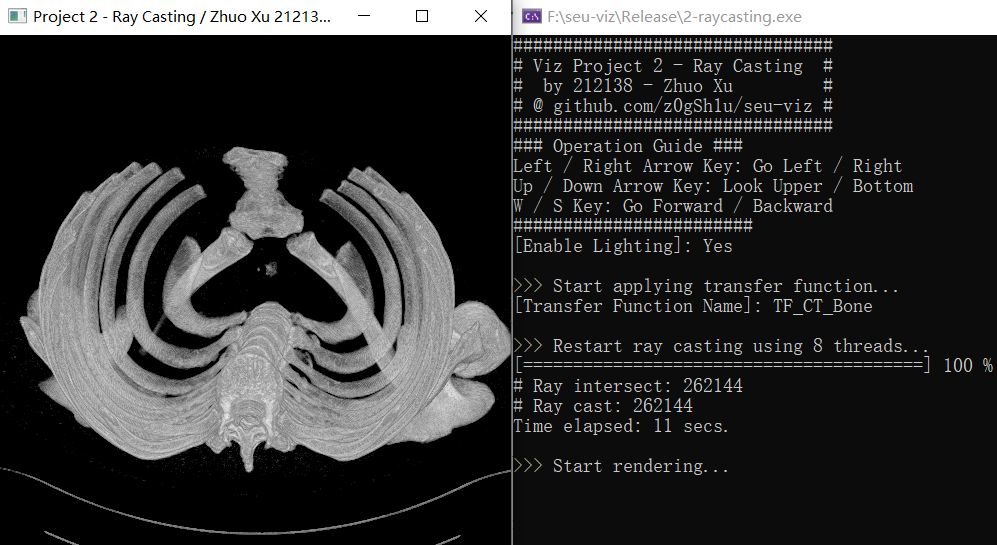 Project 2 - Ray Casting / Zhuo Xu 21213...
F:\seu-viz\Release\2-raycasting.exe
################################
# Viz Project 2 - Ray Casting  #
#  by 212138 - Zhuo Xu         #
# @ github.com/z0gSh1u/seu-viz #
################################
### Operation Guide ###
Left / Right Arrow Key: Go Left / Right
Up / Down Arrow Key: Look Upper / Bottom
W / S Key: Go Forward / Backward
########################
[Enable Lighting]: Yes
>>> Start applying transfer function...
[Transfer Function Name]: TF_CT_Bone
>>> Restart ray casting using 8 threads...
[========================================] 100 %
# Ray intersect: 262144
# Ray cast: 262144
Time elapsed: 11 secs.
>>> Start rendering...